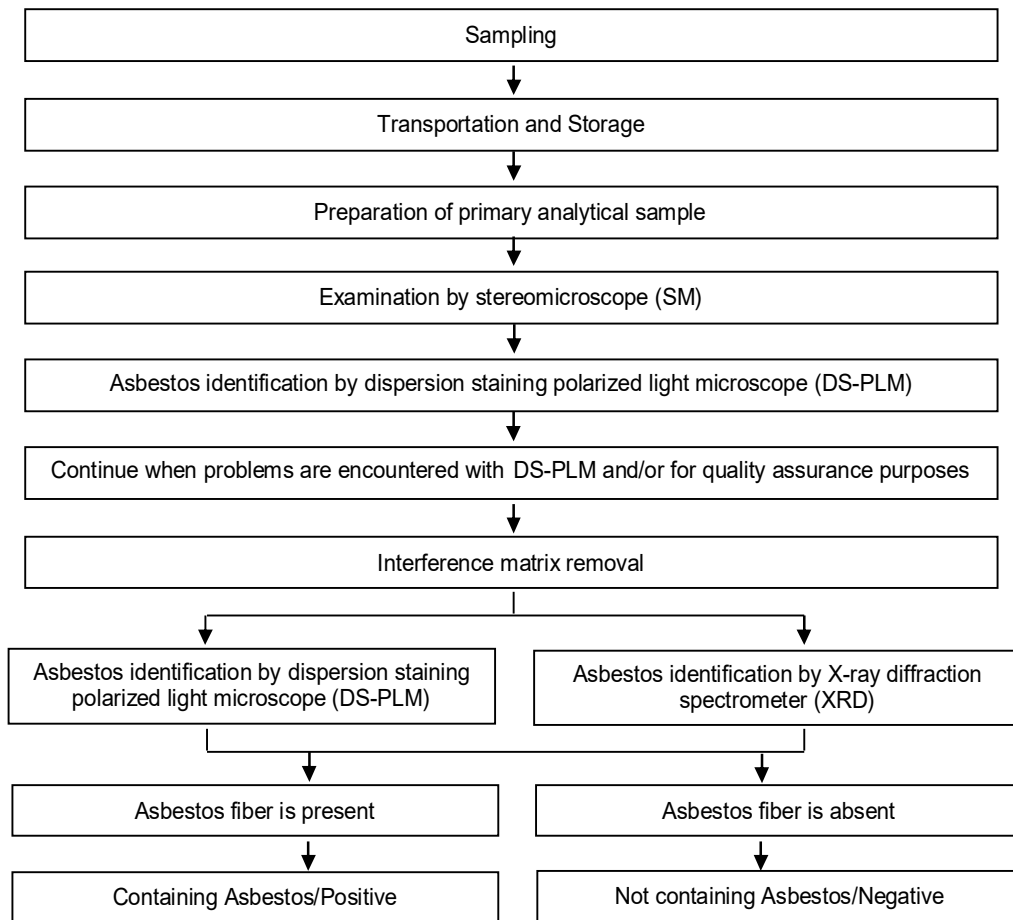 Sampling
Transportation and Storage
Preparation of primary analytical sample
Examination by stereomicroscope (SM)
Asbestos identification by dispersion staining polarized light microscope (DS-PLM)
Continue when problems are encountered with DS-PLM and/or for quality assurance purposes
Interference matrix removal
Asbestos identification by dispersion staining
polarized light microscope (DS-PLM)
Asbestos identification by X-ray diffraction
spectrometer (XRD)
Asbestos fiber is present
Asbestos fiber is absent
Containing Asbestos/Positive
Not containing Asbestos/Negative